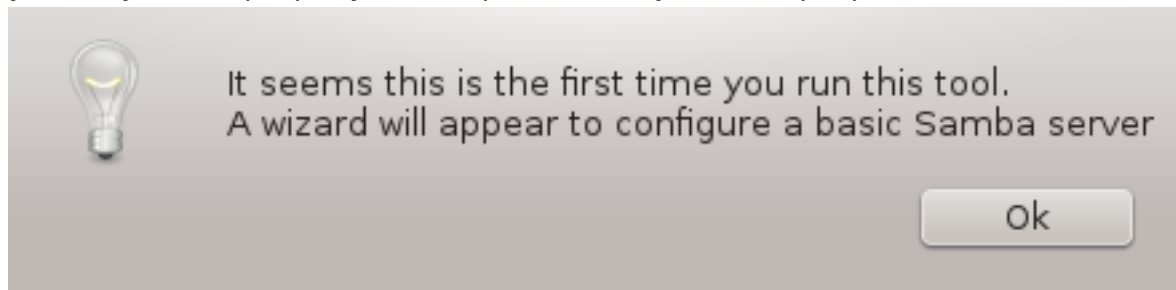 It seems this is the first time you run this tool.
A wizard will appear to configure a basic Samba server
Ok